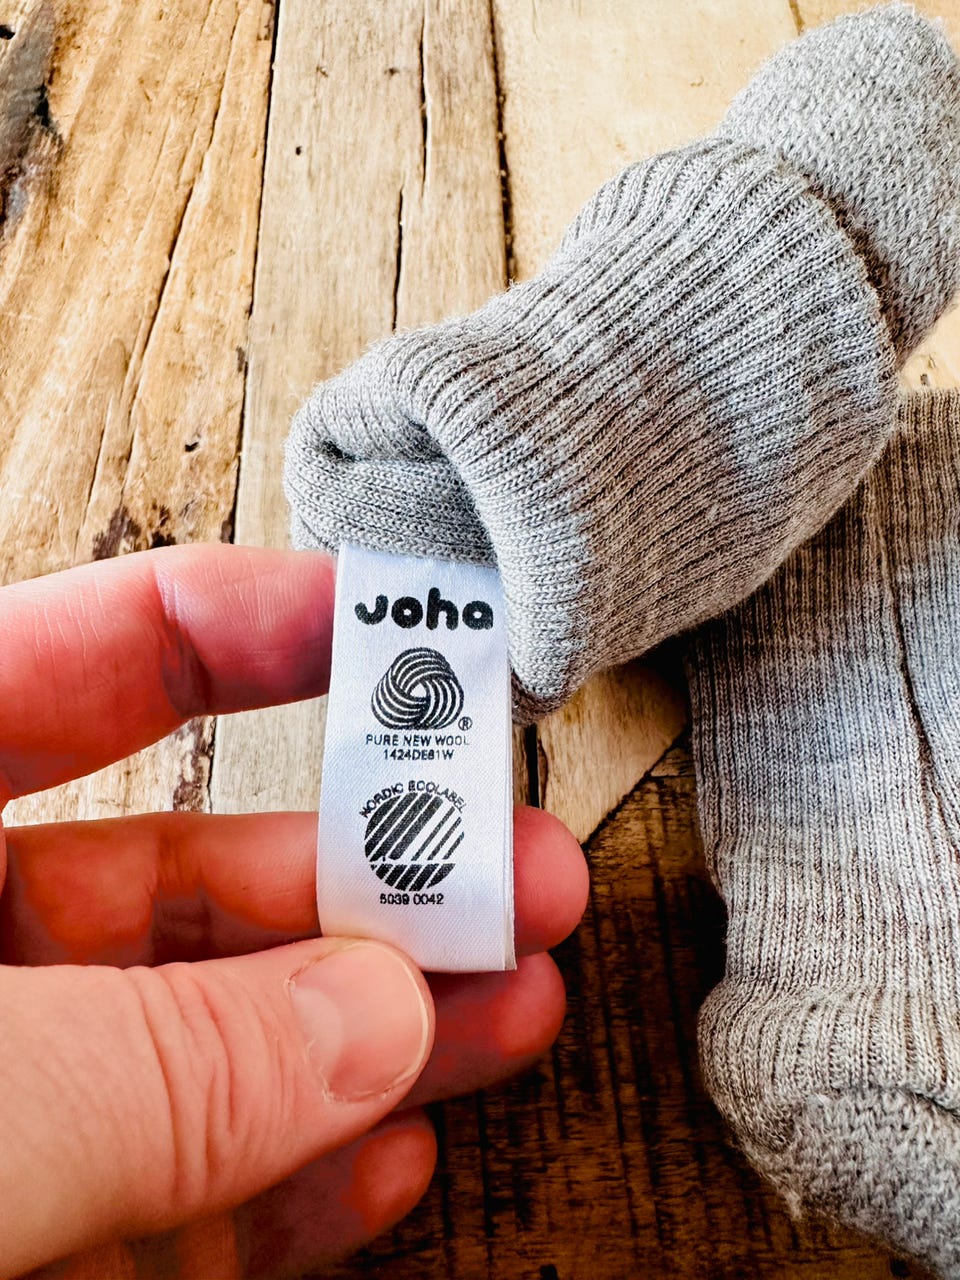 Joha
®
PURE NEW WOOL
1424DE81W
NORDIC ECOLABEL
5039 0042